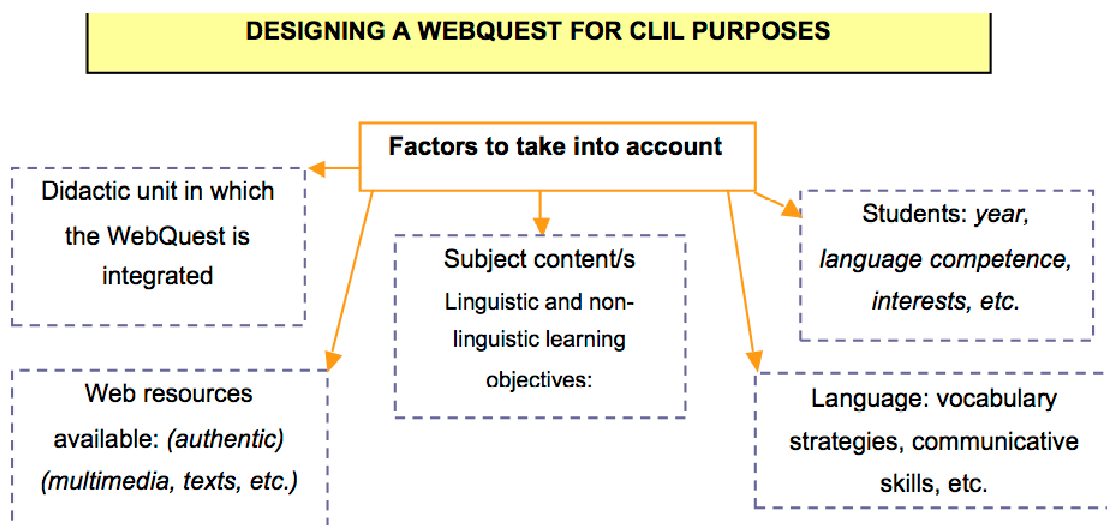 DESIGNING A WEBQUEST FOR CLIL PURPOSES
Factors to take into account
Didactic unit in which
the WebQuest is
integrated
Subject content/s
Linguistic and non-
linguistic learning
objectives:
Students: year,
language competence,
interests, etc.
Web resources
available: (authentic)
(multimedia, texts, etc.)
Language: vocabulary
strategies, communicative
skills, etc.